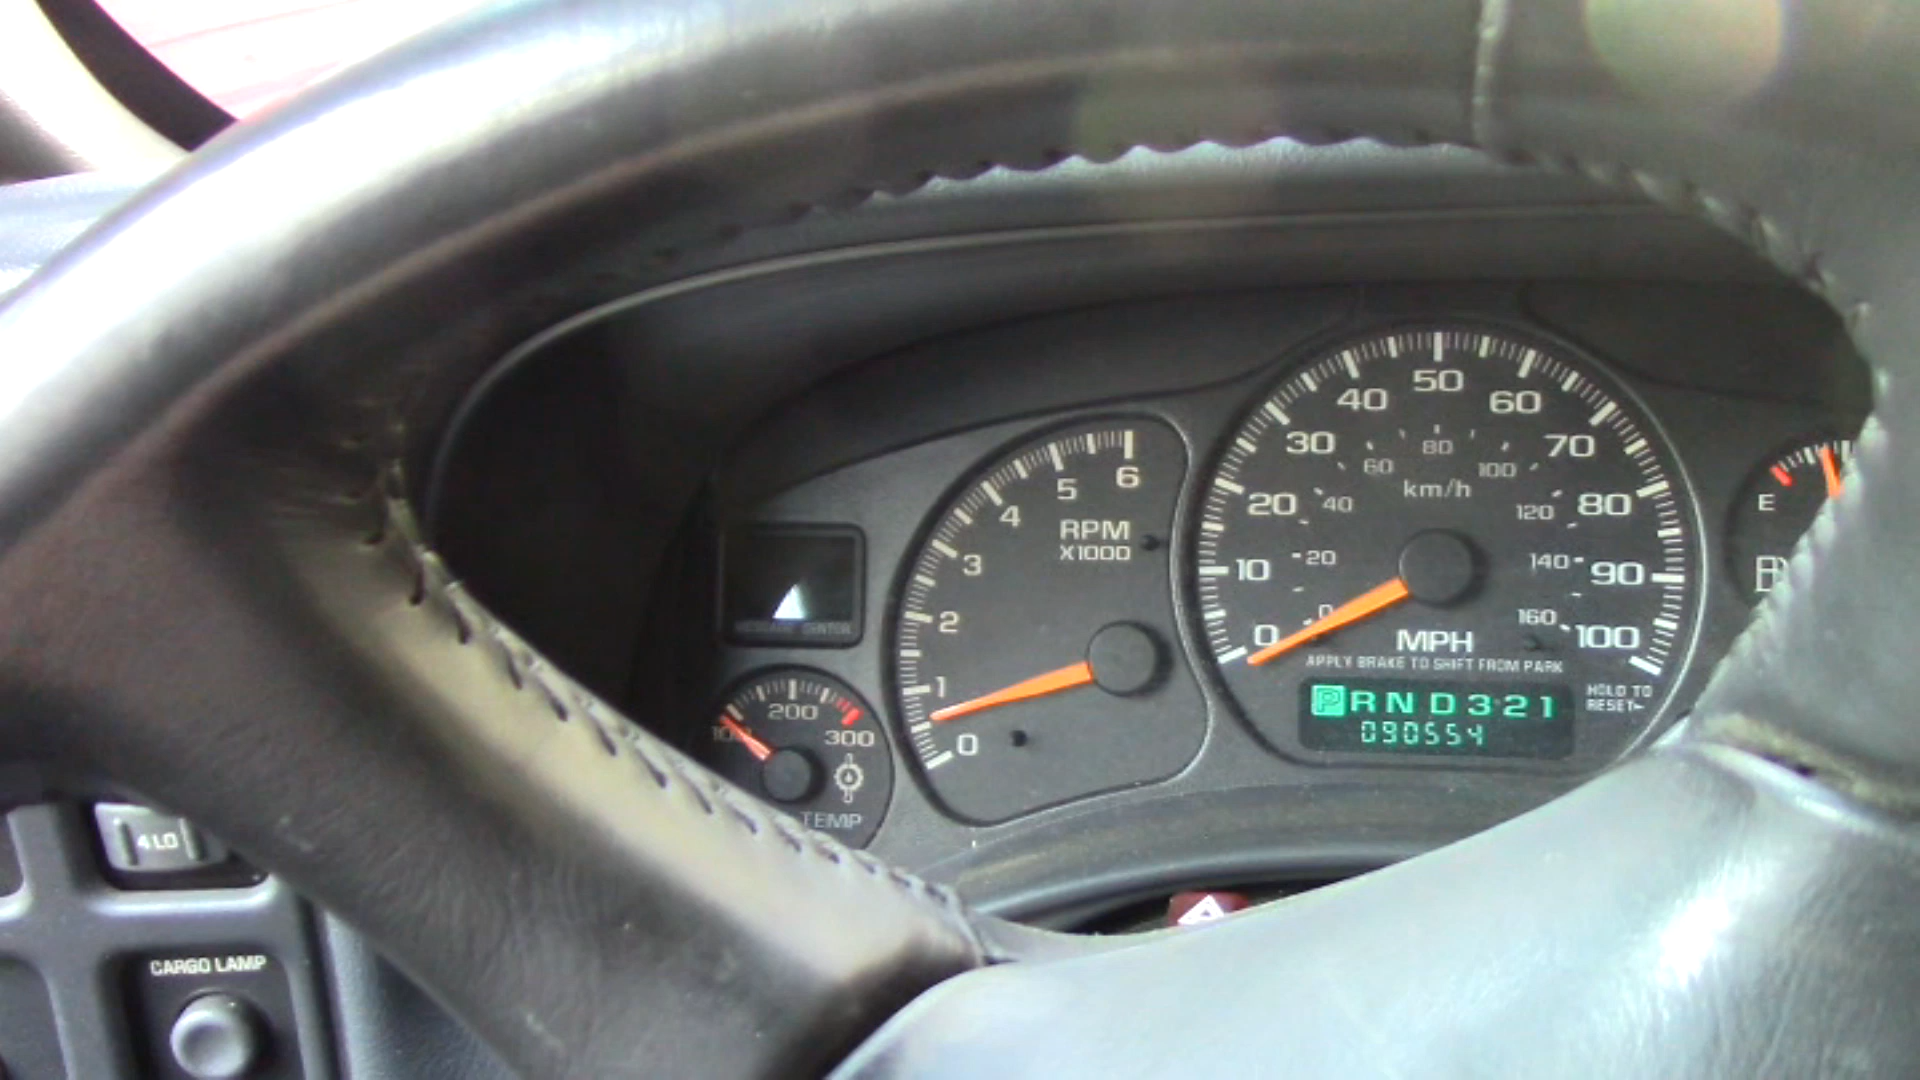 6
5
4
3
2
1
0
RPM
X1000
200
300
TEMP
50
40
60
30
70
20
80
10
90
0
100
80
60
100
km/h
40
120
20
140
0
160
MPH
APPLY BRAKE TO SHIFT FROM PARK
PRND321
090554
HOLD TO
RESET
E
4 LO
CARGO LAMP